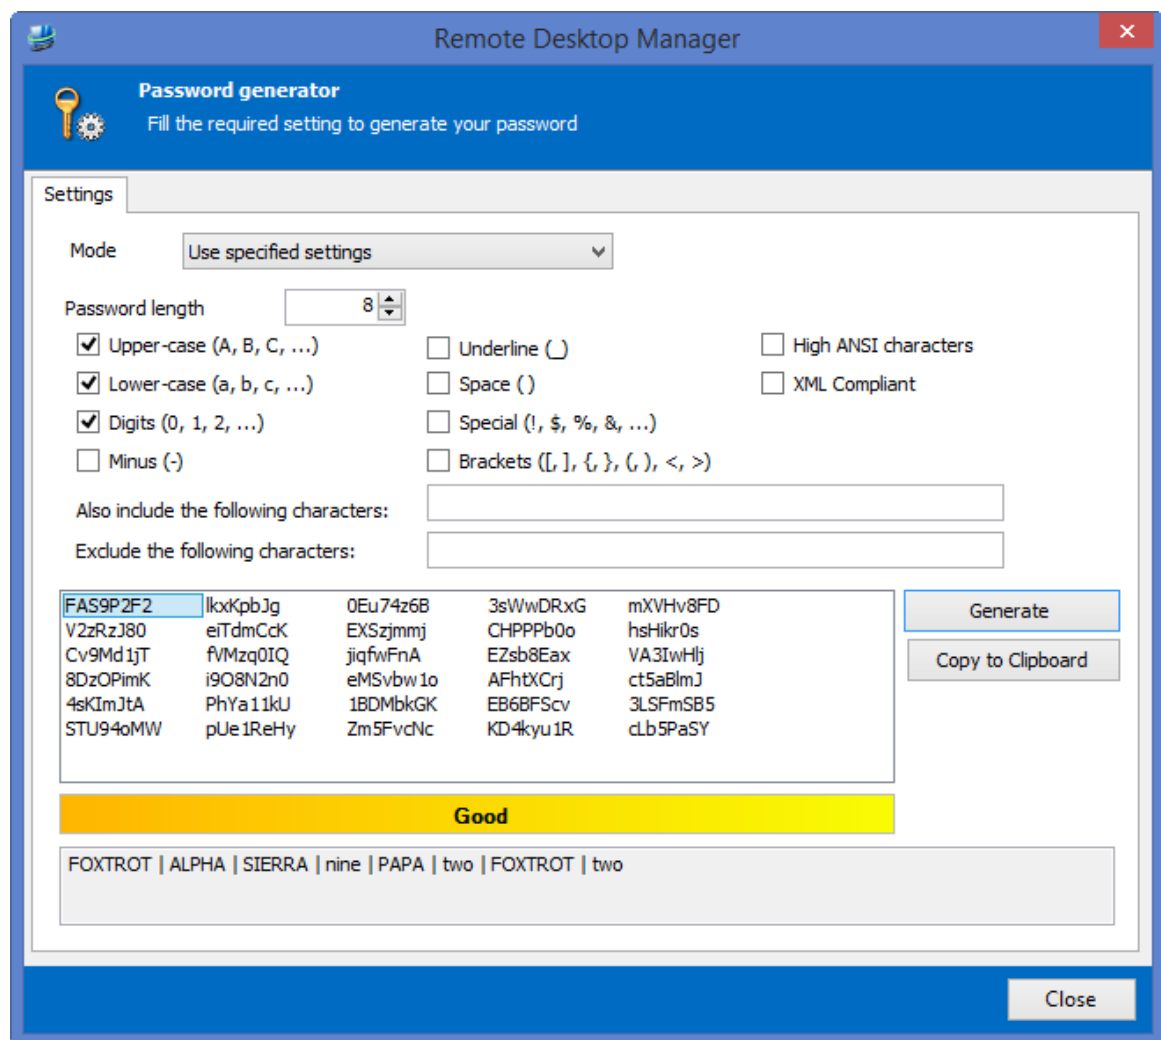 Remote Desktop Manager
Password generator
Fill the required setting to generate your password
Settings
Mode Use specified settings
Password length 8
Upper-case (A, B, C, ...) Underline (_) High ANSI characters
Lower-case (a, b, c, ...) Space ( ) XML Compliant
Digits (0, 1, 2, ...) Special (!, $, %, &, ...)
Minus (-) Brackets ([, ], {, }, (, ), <, >)
Also include the following characters:
Exclude the following characters:
FAS9P2F2 lkxKpbJg 0Eu74z6B 3sWwDRxG mXVHv8FD Generate
V2zRzJ80 eiTdmCcK EXSzjmmj CHPPPb0o hsHikr0s
Cv9Md1jT fVMzq0IQ jiqfwFnA EZsb8Eax VA3IwHlj Copy to Clipboard
8DzOPimK i9O8N2n0 eMSvbw1o AFhtXCrj ct5aBlmJ
4sKImJtA PhYa11kU 1BDMbkGK EB6BFScv 3LSFmSB5
STU94oMW pUe1ReHy Zm5FvcNc KD4kyu1R cLb5PaSY
Good
FOXTROT | ALPHA | SIERRA | nine | PAPA | two | FOXTROT | two
Close